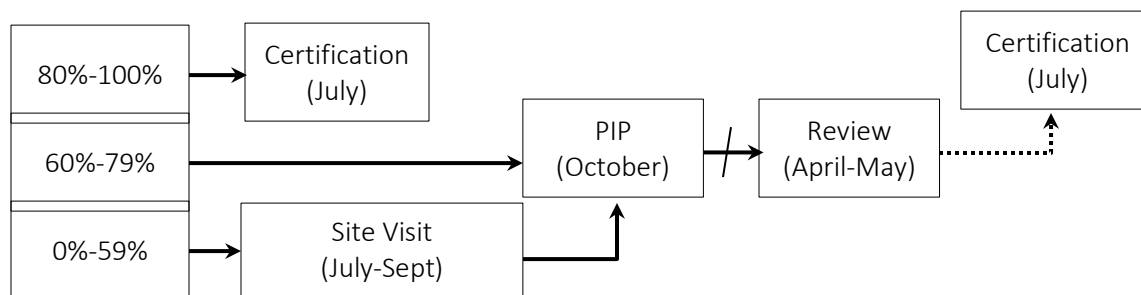 80%-100%
Certification
(July)
60%-79%
PIP
(October)
Review
(April-May)
Certification
(July)
0%-59%
Site Visit
(July-Sept)